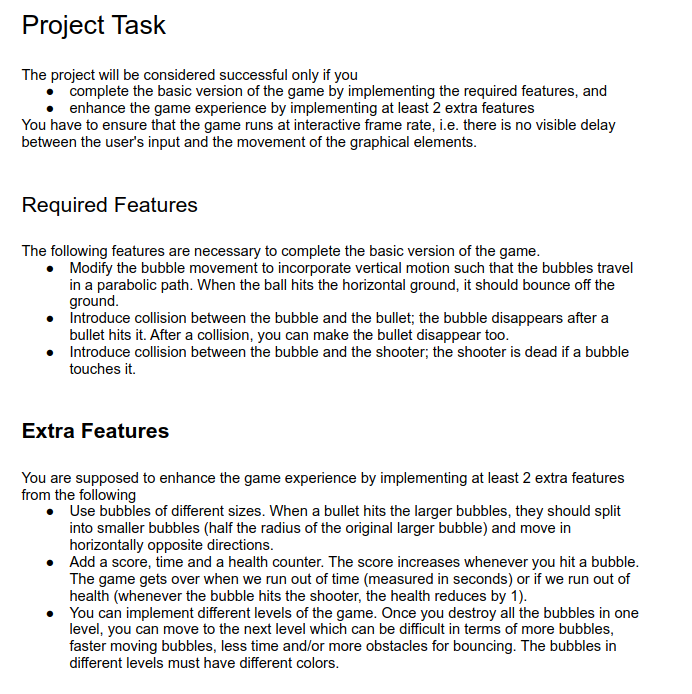 Project Task
The project will be considered successful only if you
● complete the basic version of the game by implementing the required features, and
● enhance the game experience by implementing at least 2 extra features
You have to ensure that the game runs at interactive frame rate, i.e. there is no visible delay
between the user's input and the movement of the graphical elements.
Required Features
The following features are necessary to complete the basic version of the game.
● Modify the bubble movement to incorporate vertical motion such that the bubbles travel
in a parabolic path. When the ball hits the horizontal ground, it should bounce off the
ground.
● Introduce collision between the bubble and the bullet; the bubble disappears after a
bullet hits it. After a collision, you can make the bullet disappear too.
● Introduce collision between the bubble and the shooter; the shooter is dead if a bubble
touches it.
Extra Features
You are supposed to enhance the game experience by implementing at least 2 extra features
from the following
● Use bubbles of different sizes. When a bullet hits the larger bubbles, they should split
into smaller bubbles (half the radius of the original larger bubble) and move in
horizontally opposite directions.
● Add a score, time and a health counter. The score increases whenever you hit a bubble.
The game gets over when we run out of time (measured in seconds) or if we run out of
health (whenever the bubble hits the shooter, the health reduces by 1).
● You can implement different levels of the game. Once you destroy all the bubbles in one
level, you can move to the next level which can be difficult in terms of more bubbles,
faster moving bubbles, less time and/or more obstacles for bouncing. The bubbles in
different levels must have different colors.